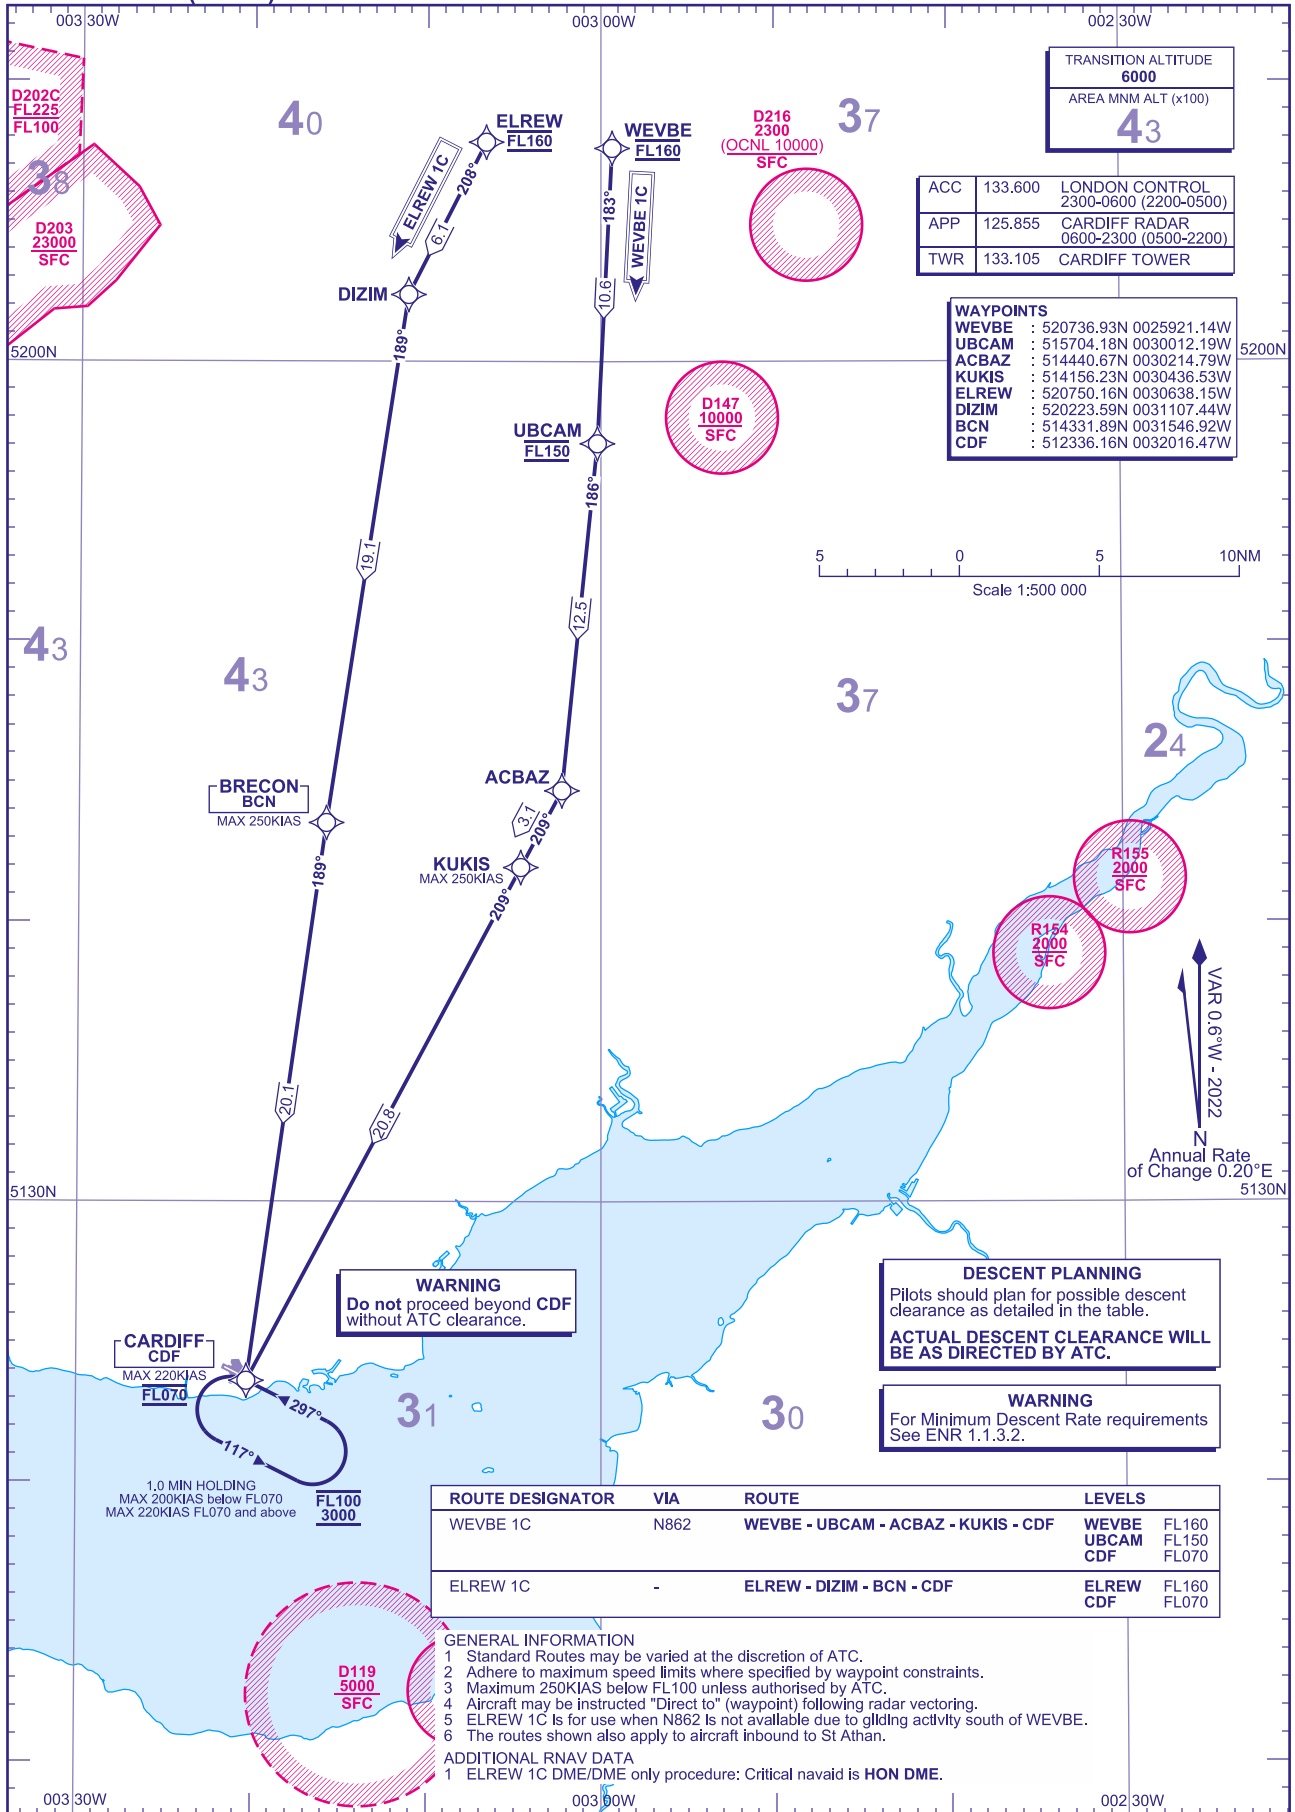 003 30W
003 00W
002 30W
D202C
FL225
FL100
40
ELREW
FL160
WEVBE
FL160
D216
2300
(OCNL 10000)
SFC
37
TRANSITION ALTITUDE
6000
AREA MNM ALT (x100)
43
38
D203
23000
SFC
ELREW 1C
208°
6.1
183°
WEVBE 1C
10.6
ACC 133.600 LONDON CONTROL
2300-0600 (2200-0500)
APP 125.855 CARDIFF RADAR
0600-2300 (0500-2200)
TWR 133.105 CARDIFF TOWER
DIZIM
189°
WAYPOINTS
WEVBE : 520736.93N 0025921.14W
UBCAM : 515704.18N 0030012.19W
ACBAZ : 514440.67N 0030214.79W
KUKIS : 514156.23N 0030436.53W
ELREW : 520750.16N 0030638.15W
DIZIM : 520223.59N 0031107.44W
BCN : 514331.89N 0031546.92W
CDF : 512336.16N 0032016.47W
5200N
5200N
D147
10000
SFC
UBCAM
FL150
186°
19.1
12.5
5 0 5 10NM
Scale 1:500 000
43
43
37
24
BRECON
BCN
MAX 250KIAS
ACBAZ
3.1
209°
KUKIS
MAX 250KIAS
189°
209°
R155
2000
SFC
R154
2000
SFC
VAR 0.6°W - 2022
N
Annual Rate
of Change 0.20°E
20.1
20.8
5130N
5130N
WARNING
Do not proceed beyond CDF
without ATC clearance.
DESCENT PLANNING
Pilots should plan for possible descent
clearance as detailed in the table.
ACTUAL DESCENT CLEARANCE WILL
BE AS DIRECTED BY ATC.
CARDIFF
CDF
MAX 220KIAS
FL070
297°
117°
31
30
WARNING
For Minimum Descent Rate requirements
See ENR 1.1.3.2.
1.0 MIN HOLDING
MAX 200KIAS below FL070
MAX 220KIAS FL070 and above
FL100
3000
ROUTE DESIGNATOR VIA ROUTE LEVELS
WEVBE 1C N862 WEVBE - UBCAM - ACBAZ - KUKIS - CDF WEVBE FL160
UBCAM FL150
CDF FL070
ELREW 1C - ELREW - DIZIM - BCN - CDF ELREW FL160
CDF FL070
D119
5000
SFC
GENERAL INFORMATION
1 Standard Routes may be varied at the discretion of ATC.
2 Adhere to maximum speed limits where specified by waypoint constraints.
3 Maximum 250KIAS below FL100 unless authorised by ATC.
4 Aircraft may be instructed "Direct to" (waypoint) following radar vectoring.
5 ELREW 1C is for use when N862 is not available due to gliding activity south of WEVBE.
6 The routes shown also apply to aircraft inbound to St Athan.
ADDITIONAL RNAV DATA
1 ELREW 1C DME/DME only procedure: Critical navaid is HON DME.
003 30W
003 00W
002 30W